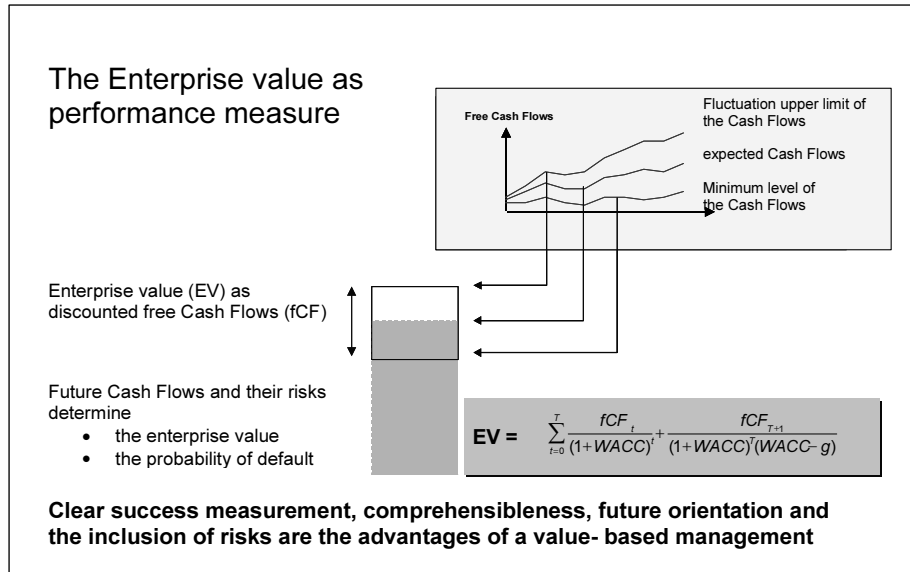 The Enterprise value as
performance measure
Free Cash Flows
Fluctuation upper limit of
the Cash Flows
expected Cash Flows
Minimum level of
the Cash Flows
Enterprise value (EV) as
discounted free Cash Flows (fCF)
Future Cash Flows and their risks
determine
• the enterprise value
• the probability of default
EV = \sum_{t=0}^{T} \frac{fCF_t}{(1+WACC)^t} + \frac{fCF_{T+1}}{(1+WACC)^T(WACC-g)}
Clear success measurement, comprehensibleness, future orientation and
the inclusion of risks are the advantages of a value- based management